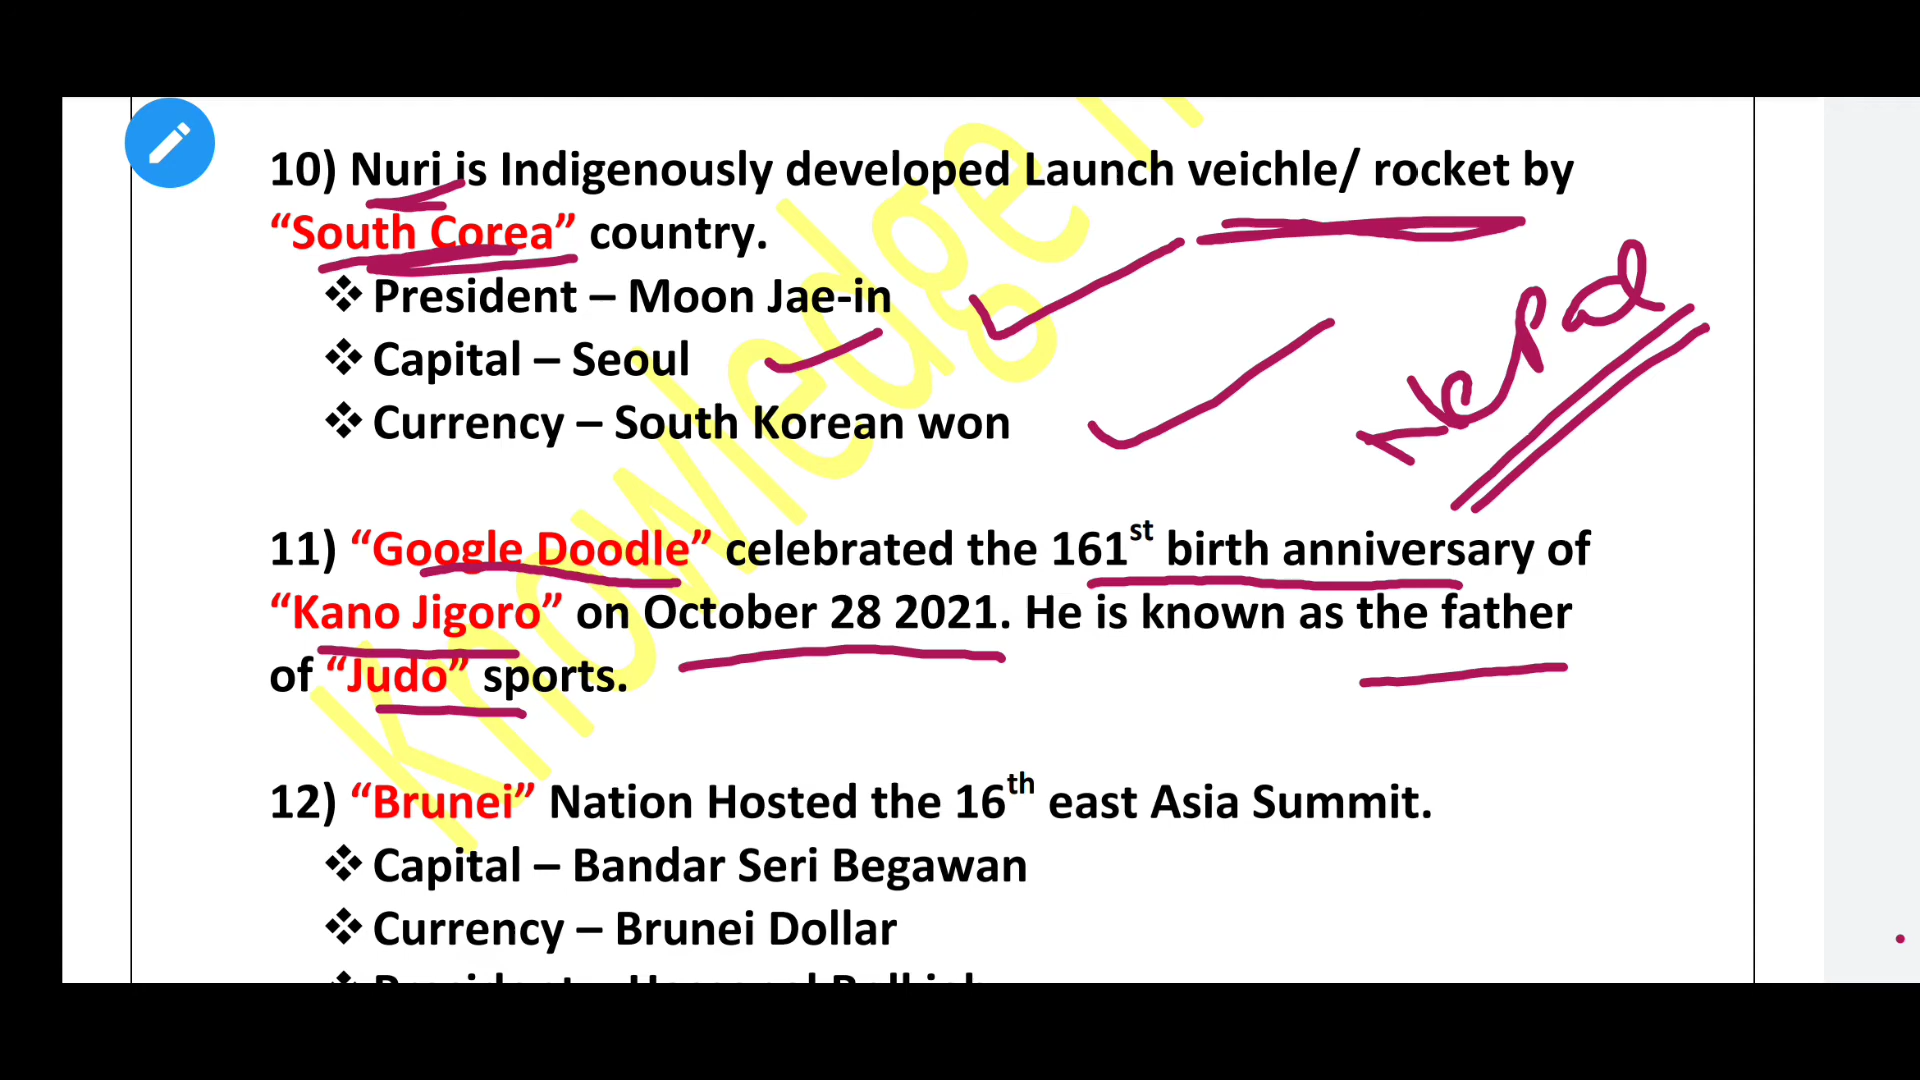 10) Nuri is Indigenously developed Launch veichle/ rocket by
“South Corea” country.
❖ President – Moon Jae-in
❖ Capital – Seoul
❖ Currency – South Korean won
Nepal
11) “Google Doodle” celebrated the 161st birth anniversary of
“Kano Jigoro” on October 28 2021. He is known as the father
of “Judo” sports.
12) “Brunei” Nation Hosted the 16th east Asia Summit.
❖ Capital – Bandar Seri Begawan
❖ Currency – Brunei Dollar
Knowledge